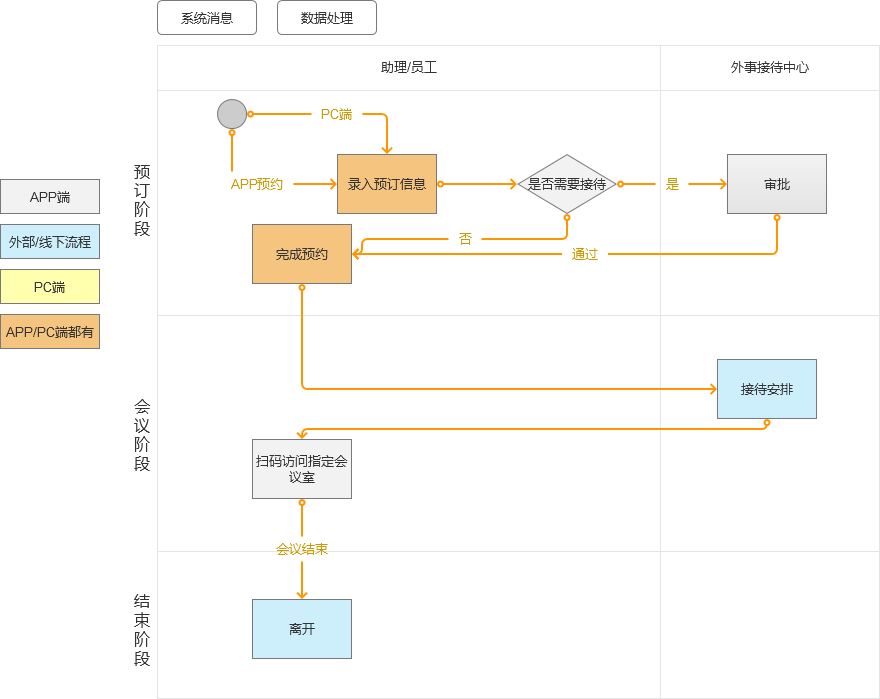 系统消息
数据处理
助理/员工
外事接待中心
预订阶段
PC端
APP预约
录入预订信息
是否需要接待
是
审批
否
完成预约
通过
APP端
外部/线下流程
PC端
APP/PC端都有
会议阶段
接待安排
扫码访问指定会
议室
会议结束
结束阶段
离开